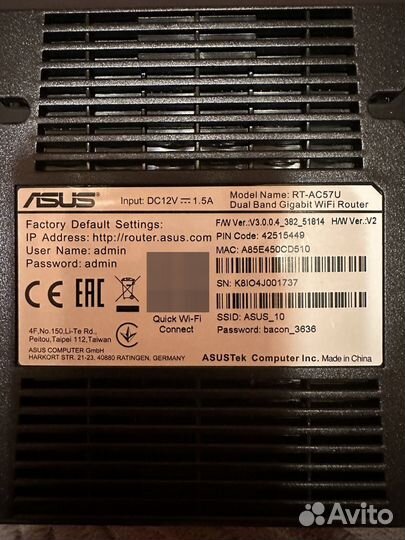 ASUS
Input: DC12V ⎓ 1.5A
Model Name: RT-AC57U
Dual Band Gigabit WiFi Router
Factory Default Settings:
IP Address: http://router.asus.com
User Name: admin
Password: admin
F/W Ver.:V3.0.0.4_382_51814 H/W Ver.:V2
PIN Code: 42515449
MAC: A85E450CD510
SN: K8IO4J001737
CE EAC
4F,No.150,Li-Te Rd.,
Peitou,Taipei 112,Taiwan
ASUS COMPUTER GmbH
HARKORT STR. 21-23, 40880 RATINGEN, GERMANY
Quick Wi-Fi
Connect
SSID: ASUS_10
Password: bacon_3636
ASUSTek Computer Inc. Made in China
Avito